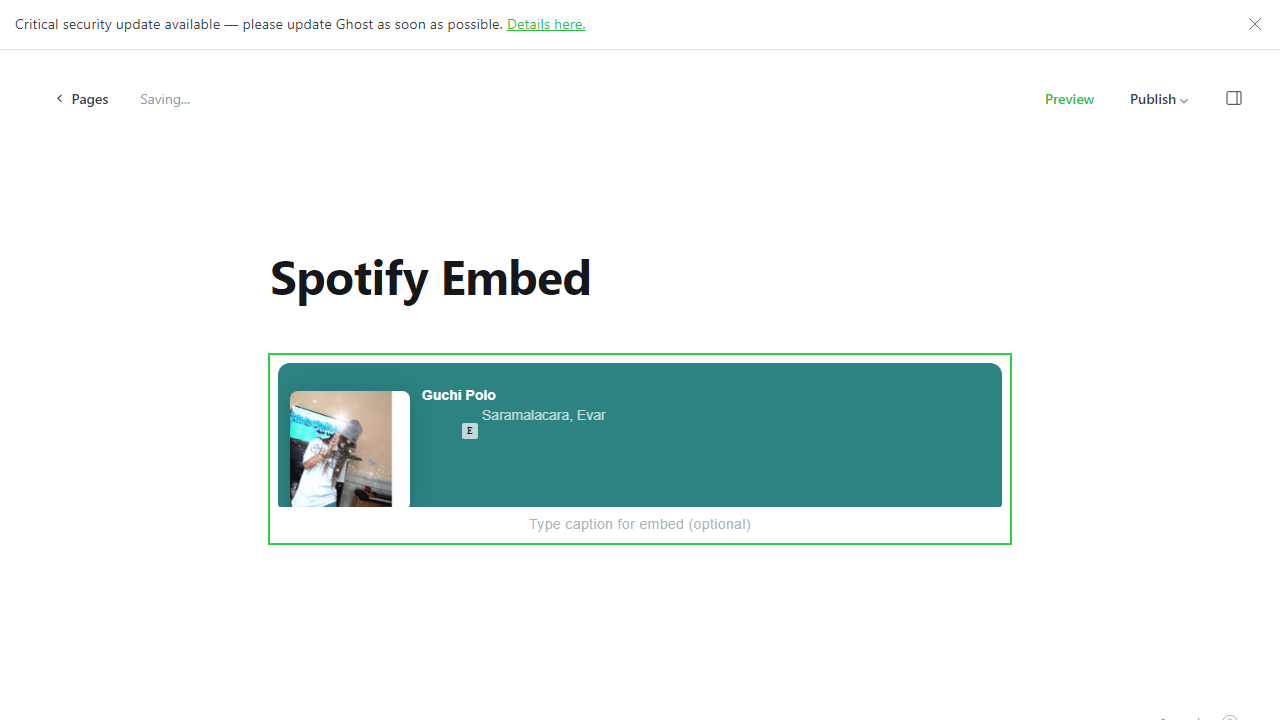 Critical security update available — please update Ghost as soon as possible. Details here.
Pages
Saving...
Preview
Publish
Spotify Embed
Guchi Polo
E
Saramalacara, Evar
Type caption for embed (optional)